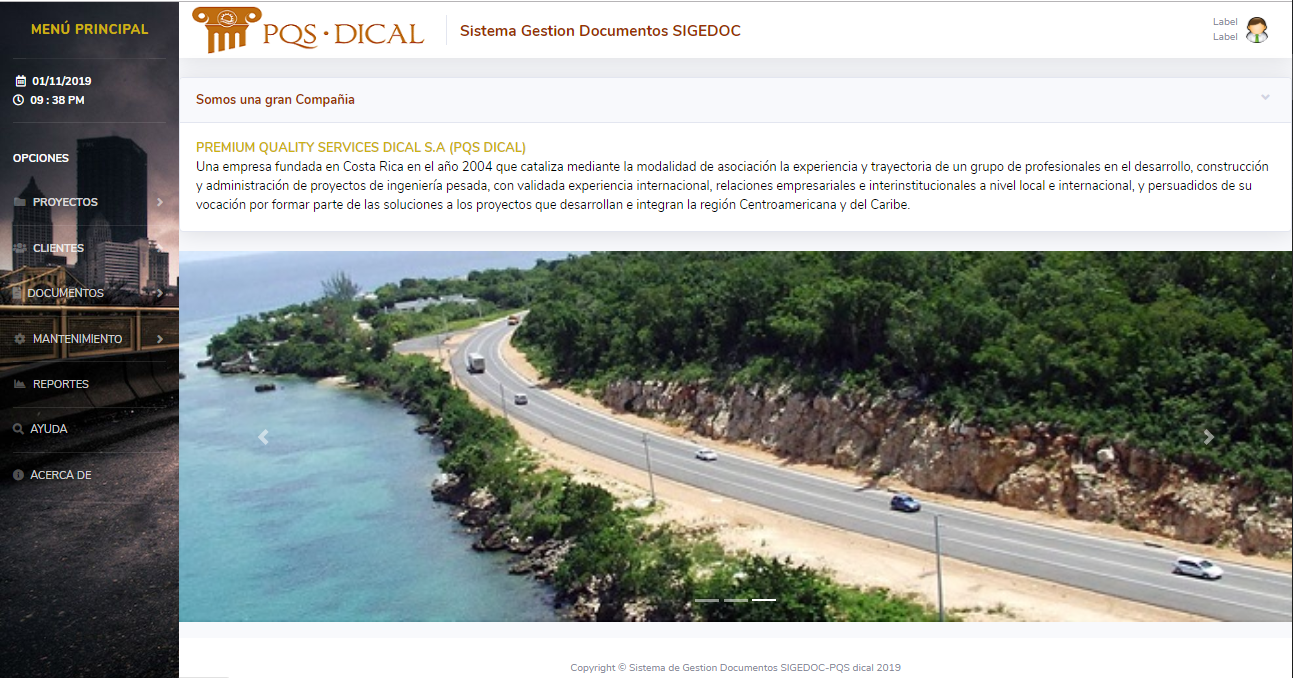 MENÚ PRINCIPAL
01/11/2019
09 : 38 PM
OPCIONES
PROYECTOS
CLIENTES
DOCUMENTOS
MANTENIMIENTO
REPORTES
AYUDA
ACERCA DE
PQS · DICAL
Sistema Gestion Documentos SIGEDOC
Label
Label
Somos una gran Compañia
PREMIUM QUALITY SERVICES DICAL S.A (PQS DICAL)
Una empresa fundada en Costa Rica en el año 2004 que cataliza mediante la modalidad de asociación la experiencia y trayectoria de un grupo de profesionales en el desarrollo, construcción
y administración de proyectos de ingeniería pesada, con validada experiencia internacional, relaciones empresariales e interinstitucionales a nivel local e internacional, y persuadidos de su
vocación por formar parte de las soluciones a los proyectos que desarrollan e integran la región Centroamericana y del Caribe.
Copyright © Sistema de Gestion Documentos SIGEDOC-PQS dical 2019